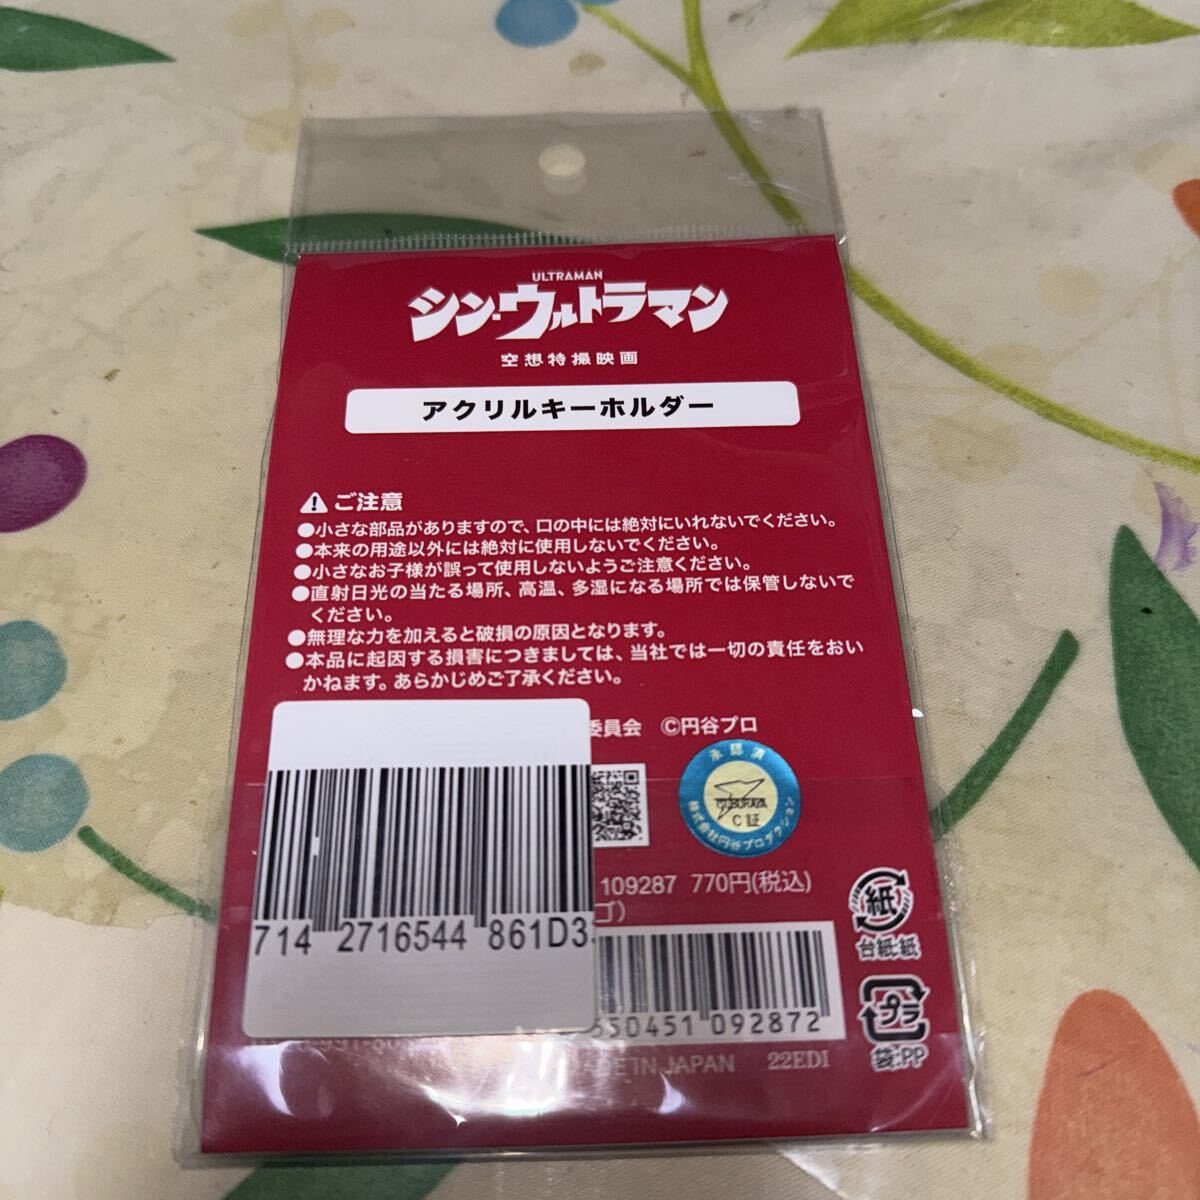 ULTRAMAN
シン・ウルトラマン
空想特撮映画
アクリルキーホルダー
ご注意
●小さな部品がありますので、口の中には絶対にいれないでください。
●本来の用途以外には絶対に使用しないでください。
●小さなお子様が誤って使用しないようご注意ください。
●直射日光の当たる場所、高温、多湿になる場所では保管しないで
ください。
●無理な力を加えると破損の原因となります。
●本品に起因する損害につきましては、当社では一切の責任をおい
かねます。あらかじめご了承ください。
委員会 ©円谷プロ
承認済
TSUBURAYA
C証
株式会社円谷プロダクション
109287 770円(税込)
ゴ)
714 2716544 861D3
550451 092872
IN JAPAN 22EDI
紙
台紙:紙
プラ
袋:PP